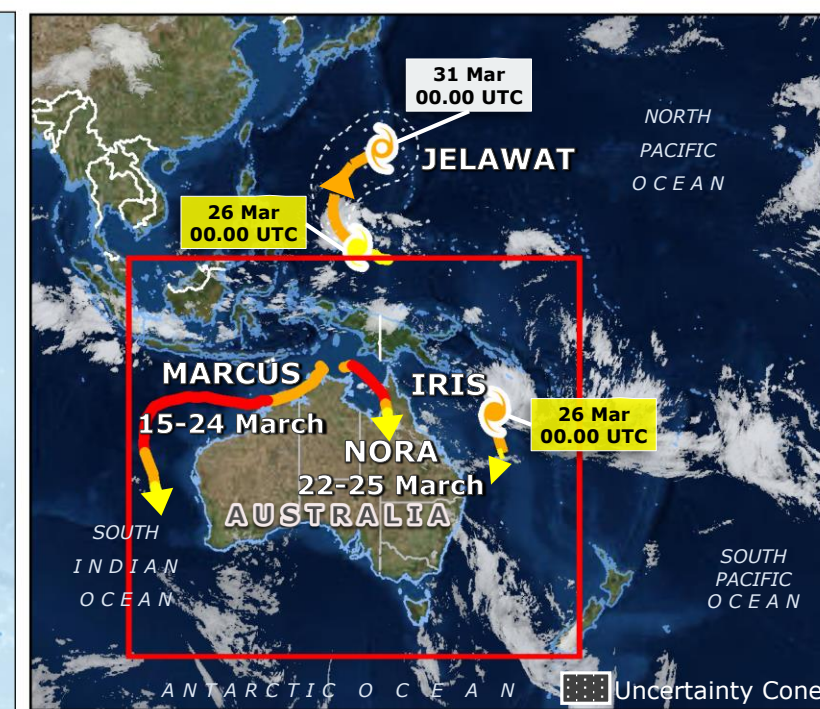 31 Mar
00.00 UTC
NORTH
PACIFIC
OCEAN
JELAWAT
26 Mar
00.00 UTC
MARCUS
15-24 March
IRIS
26 Mar
00.00 UTC
NORA
22-25 March
AUSTRALIA
SOUTH
INDIAN
OCEAN
SOUTH
PACIFIC
OCEAN
ANTARCTIC OCEAN
Uncertainty Cone